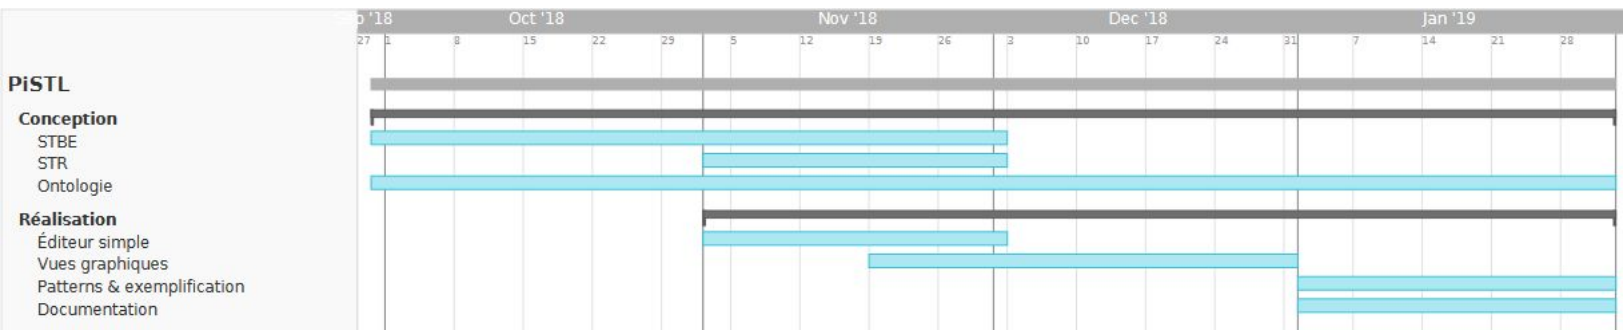 p '18 Oct '18 Nov '18 Dec '18 Jan '19
27 1 8 15 22 29 5 12 19 26 3 10 17 24 31 7 14 21 28
PiSTL
Conception
STBE
STR
Ontologie
Réalisation
Éditeur simple
Vues graphiques
Patterns & exemplification
Documentation